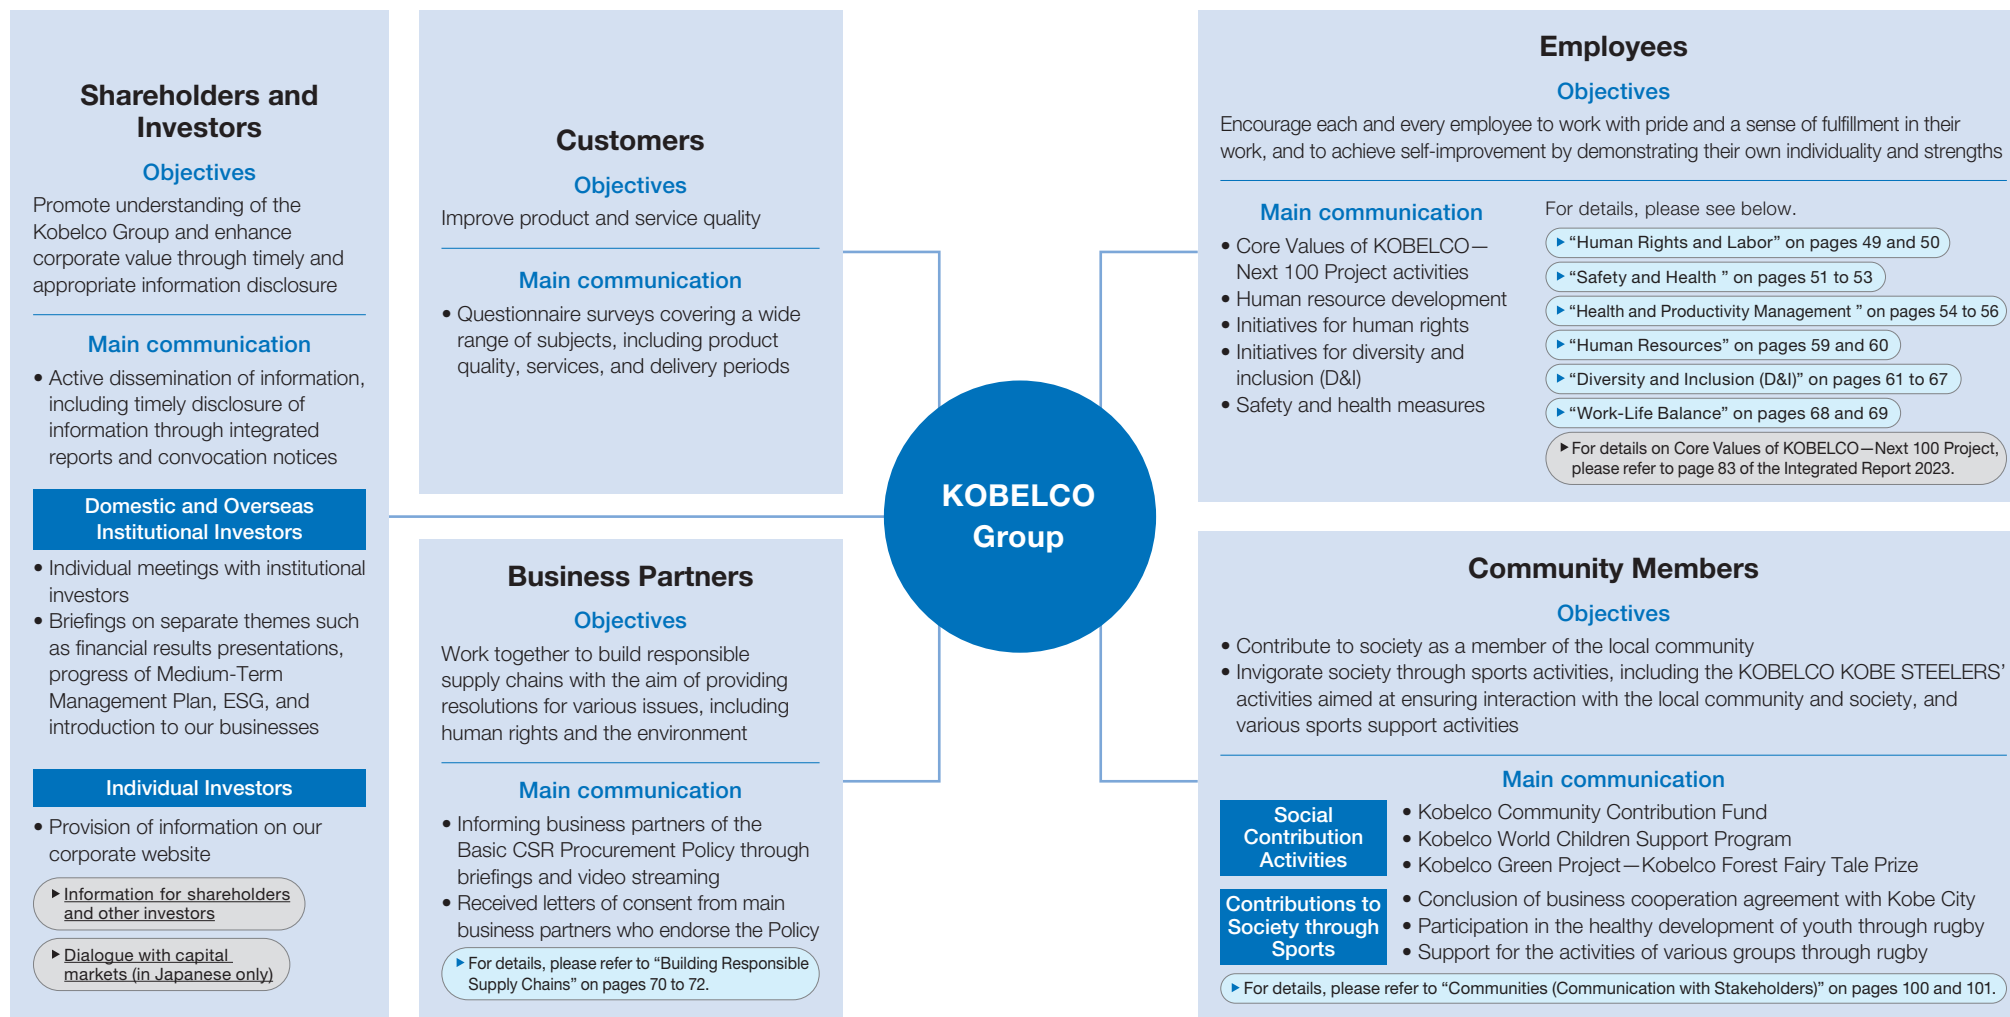 Shareholders and
Investors
Objectives
Promote understanding of the
Kobelco Group and enhance
corporate value through timely and
appropriate information disclosure
Main communication
• Active dissemination of information,
including timely disclosure of
information through integrated
reports and convocation notices
Domestic and Overseas
Institutional Investors
• Individual meetings with institutional
investors
• Briefings on separate themes such
as financial results presentations,
progress of Medium-Term
Management Plan, ESG, and
introduction to our businesses
Individual Investors
• Provision of information on our
corporate website
▶ Information for shareholders
and other investors
▶ Dialogue with capital
markets (in Japanese only)
Customers
Objectives
Improve product and service quality
Main communication
• Questionnaire surveys covering a wide
range of subjects, including product
quality, services, and delivery periods
Business Partners
Objectives
Work together to build responsible
supply chains with the aim of providing
resolutions for various issues, including
human rights and the environment
Main communication
• Informing business partners of the
Basic CSR Procurement Policy through
briefings and video streaming
• Received letters of consent from main
business partners who endorse the Policy
▶ For details, please refer to “Building Responsible
Supply Chains” on pages 70 to 72.
KOBELCO
Group
Employees
Objectives
Encourage each and every employee to work with pride and a sense of fulfillment in their
work, and to achieve self-improvement by demonstrating their own individuality and strengths
Main communication
• Core Values of KOBELCO—
Next 100 Project activities
• Human resource development
• Initiatives for human rights
• Initiatives for diversity and
inclusion (D&I)
• Safety and health measures
For details, please see below.
▶ “Human Rights and Labor” on pages 49 and 50
▶ “Safety and Health ” on pages 51 to 53
▶ “Health and Productivity Management ” on pages 54 to 56
▶ “Human Resources” on pages 59 and 60
▶ “Diversity and Inclusion (D&I)” on pages 61 to 67
▶ “Work-Life Balance” on pages 68 and 69
▶ For details on Core Values of KOBELCO—Next 100 Project,
please refer to page 83 of the Integrated Report 2023.
Community Members
Objectives
• Contribute to society as a member of the local community
• Invigorate society through sports activities, including the KOBELCO KOBE STEELERS’
activities aimed at ensuring interaction with the local community and society, and
various sports support activities
Main communication
Social
Contribution
Activities
• Kobelco Community Contribution Fund
• Kobelco World Children Support Program
• Kobelco Green Project—Kobelco Forest Fairy Tale Prize
Contributions to
Society through
Sports
• Conclusion of business cooperation agreement with Kobe City
• Participation in the healthy development of youth through rugby
• Support for the activities of various groups through rugby
▶ For details, please refer to “Communities (Communication with Stakeholders)” on pages 100 and 101.